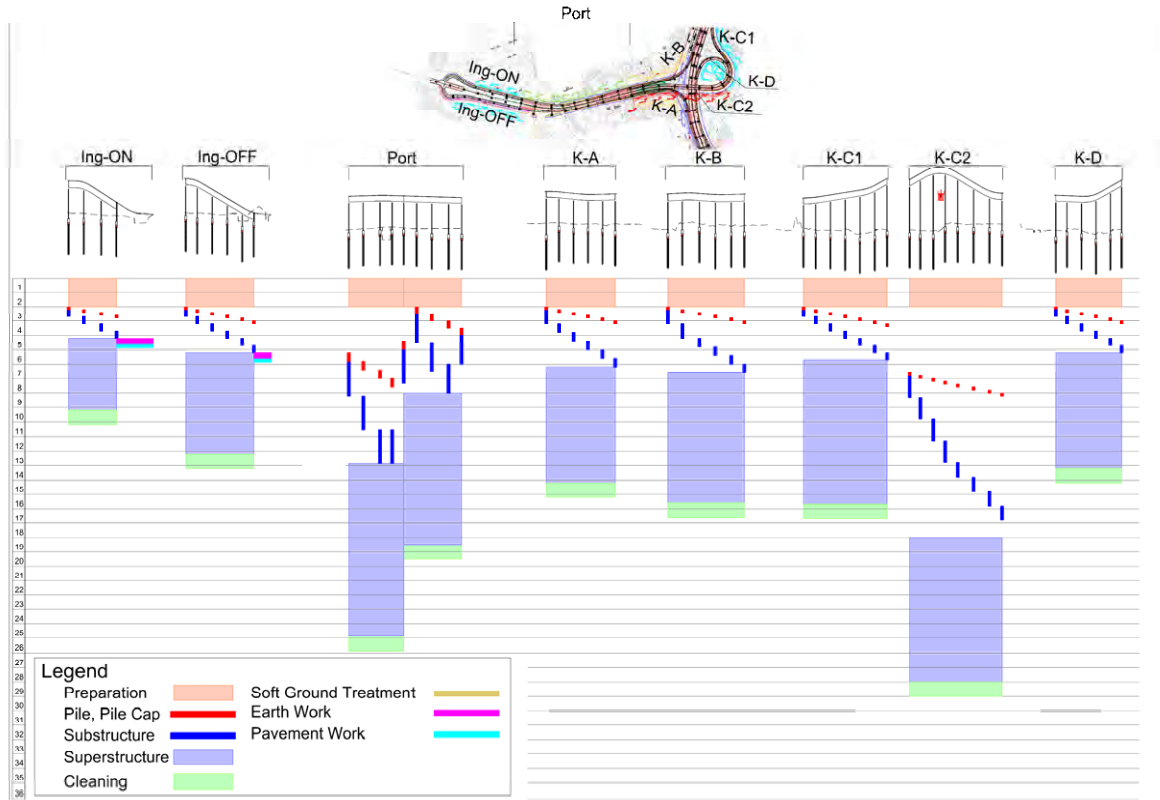 Port
K-C1
K-B
Ing-ON
K-D
K-A
K-C2
Ing-OFF
Ing-ON Ing-OFF Port K-A K-B K-C1 K-C2 K-D
1
2
3
4
5
6
7
8
9
10
11
12
13
14
15
16
17
18
19
20
21
22
23
24
25
26
27
28
29
30
31
32
33
34
35
36
Legend
Preparation Soft Ground Treatment
Pile, Pile Cap Earth Work
Substructure Pavement Work
Superstructure
Cleaning